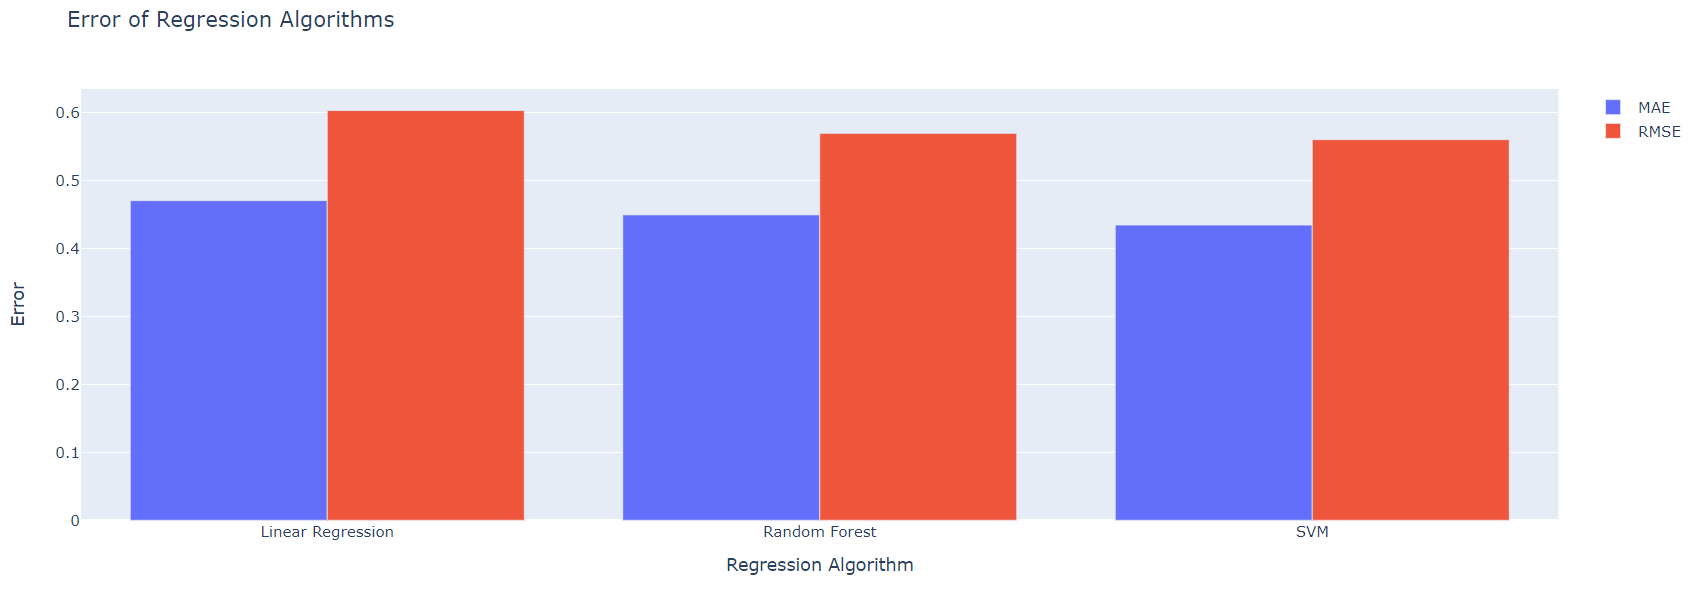 Error of Regression Algorithms
MAE
RMSE
0.6
0.5
0.4
0.3
0.2
0.1
0
Error
Linear Regression Random Forest SVM
Regression Algorithm